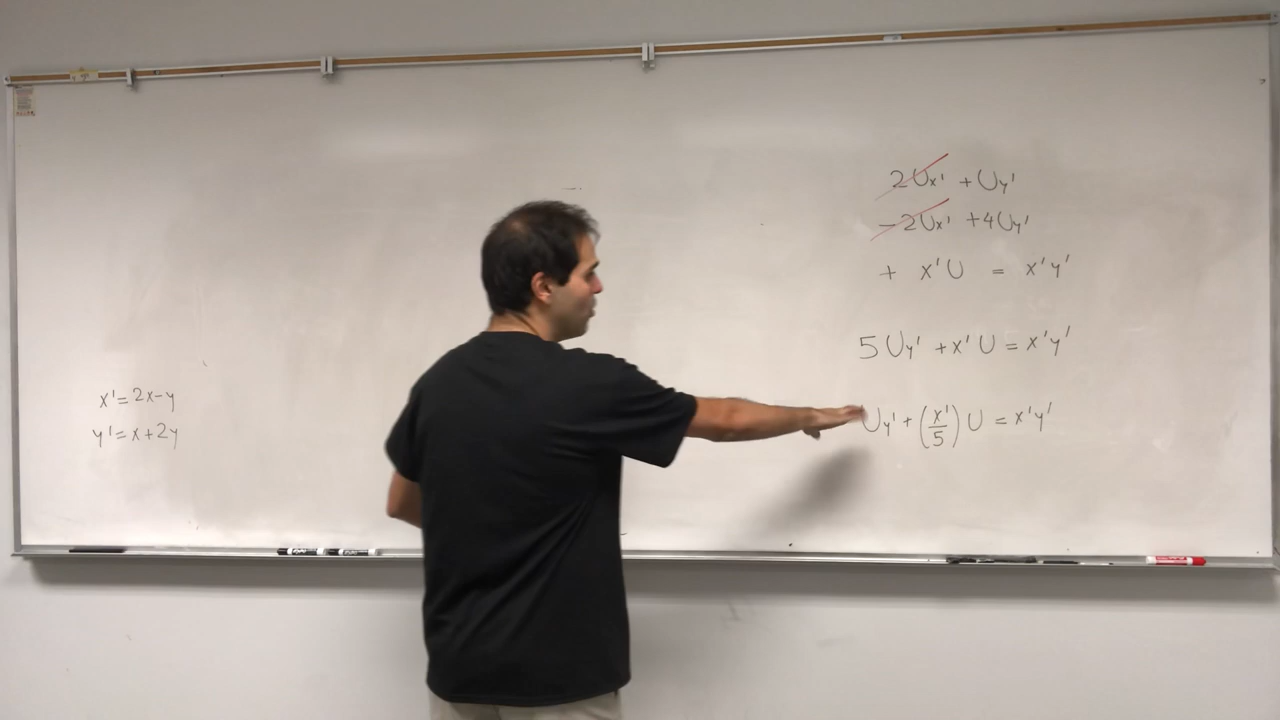 x'=2x-y
y'=x+2y
2Ux' +Uy'
-2Ux' +4Uy'
+ x'U = x'y'
5Uy' +x'U=x'y'
Uy'+(x'/5)U=x'y'